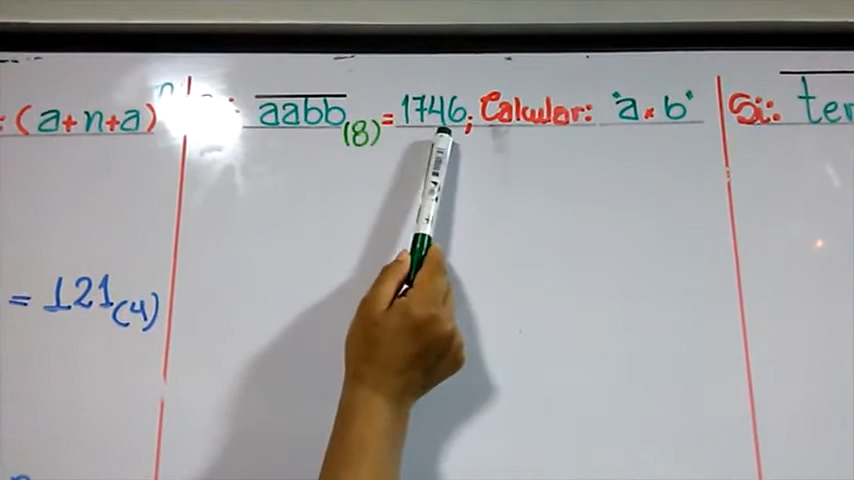 : (a+n+a)
aabb(8) = 1746; Calcular: "a x b"
Si: ter
= 121(4)